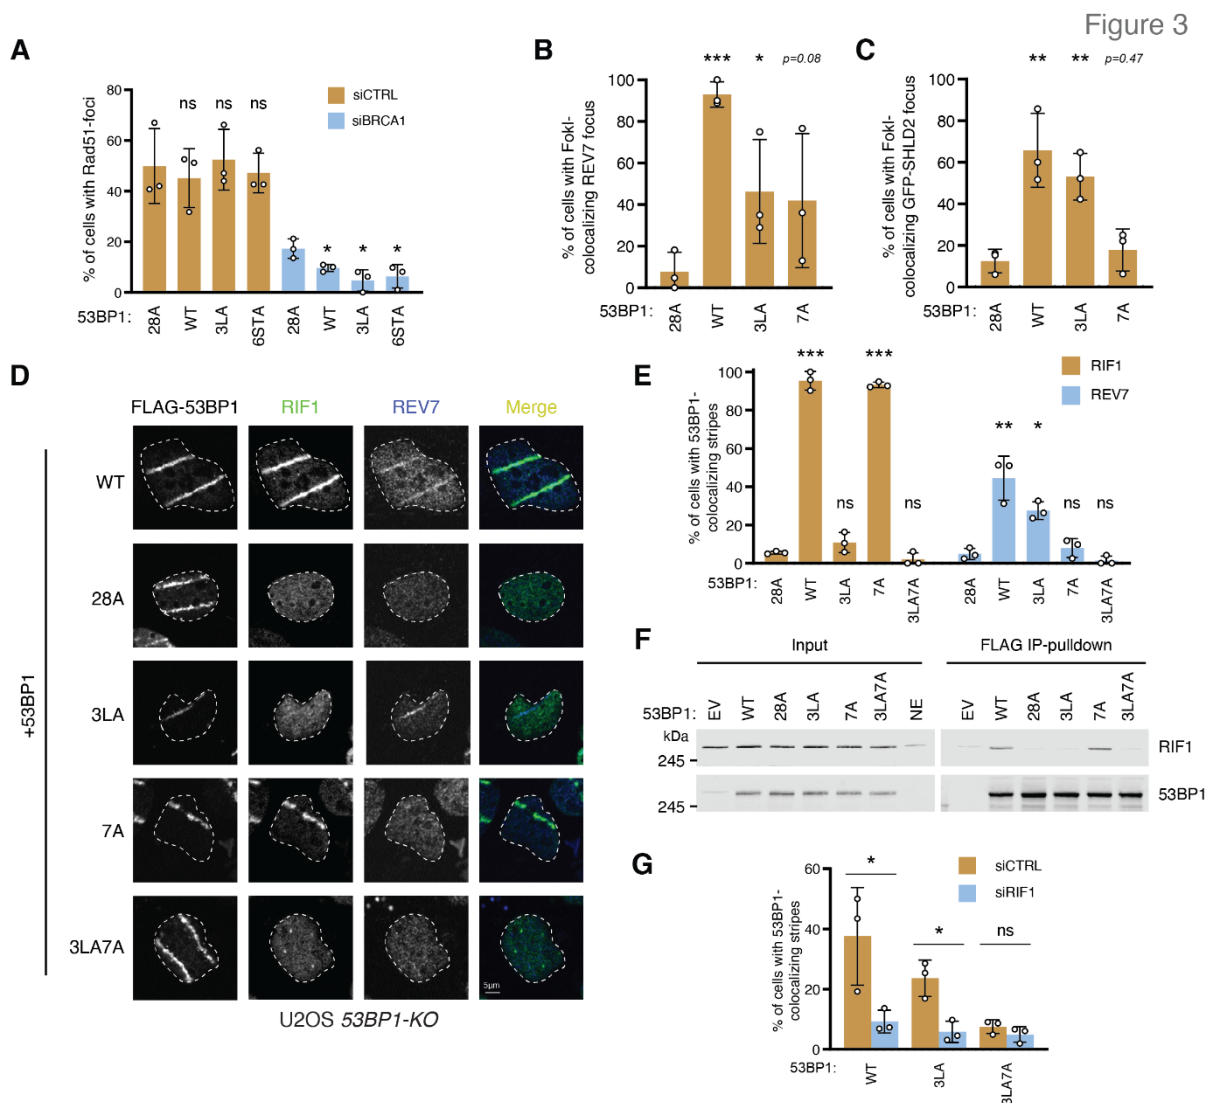 Figure 3
A
% of cells with Rad51-foci
80
60
40
20
0
ns
ns
ns
*
*
*
siCTRL
siBRCA1
53BP1:
28A
WT
3LA
6STA
28A
WT
3LA
6STA
B
% of cells with FokI-
colocalizing REV7 focus
100
80
60
40
20
0
***
*
p=0.08
53BP1:
28A
WT
3LA
7A
C
% of cells with FokI-
colocalizing GFP-SHLD2 focus
100
80
60
40
20
0
**
**
p=0.47
53BP1:
28A
WT
3LA
7A
D
FLAG-53BP1
RIF1
REV7
Merge
+53BP1
WT
28A
3LA
7A
3LA7A
5µm
U2OS 53BP1-KO
E
% of cells with 53BP1-
colocalizing stripes
100
80
60
40
20
0
***
ns
***
ns
**
*
ns
ns
RIF1
REV7
53BP1:
28A
WT
3LA
7A
3LA7A
28A
WT
3LA
7A
3LA7A
F
Input
FLAG IP-pulldown
53BP1:
EV
WT
28A
3LA
7A
3LA7A
NE
EV
WT
28A
3LA
7A
3LA7A
kDa
245
RIF1
245
53BP1
G
% of cells with 53BP1-
colocalizing stripes
60
40
20
0
*
*
ns
siCTRL
siRIF1
53BP1:
WT
3LA
3LA7A